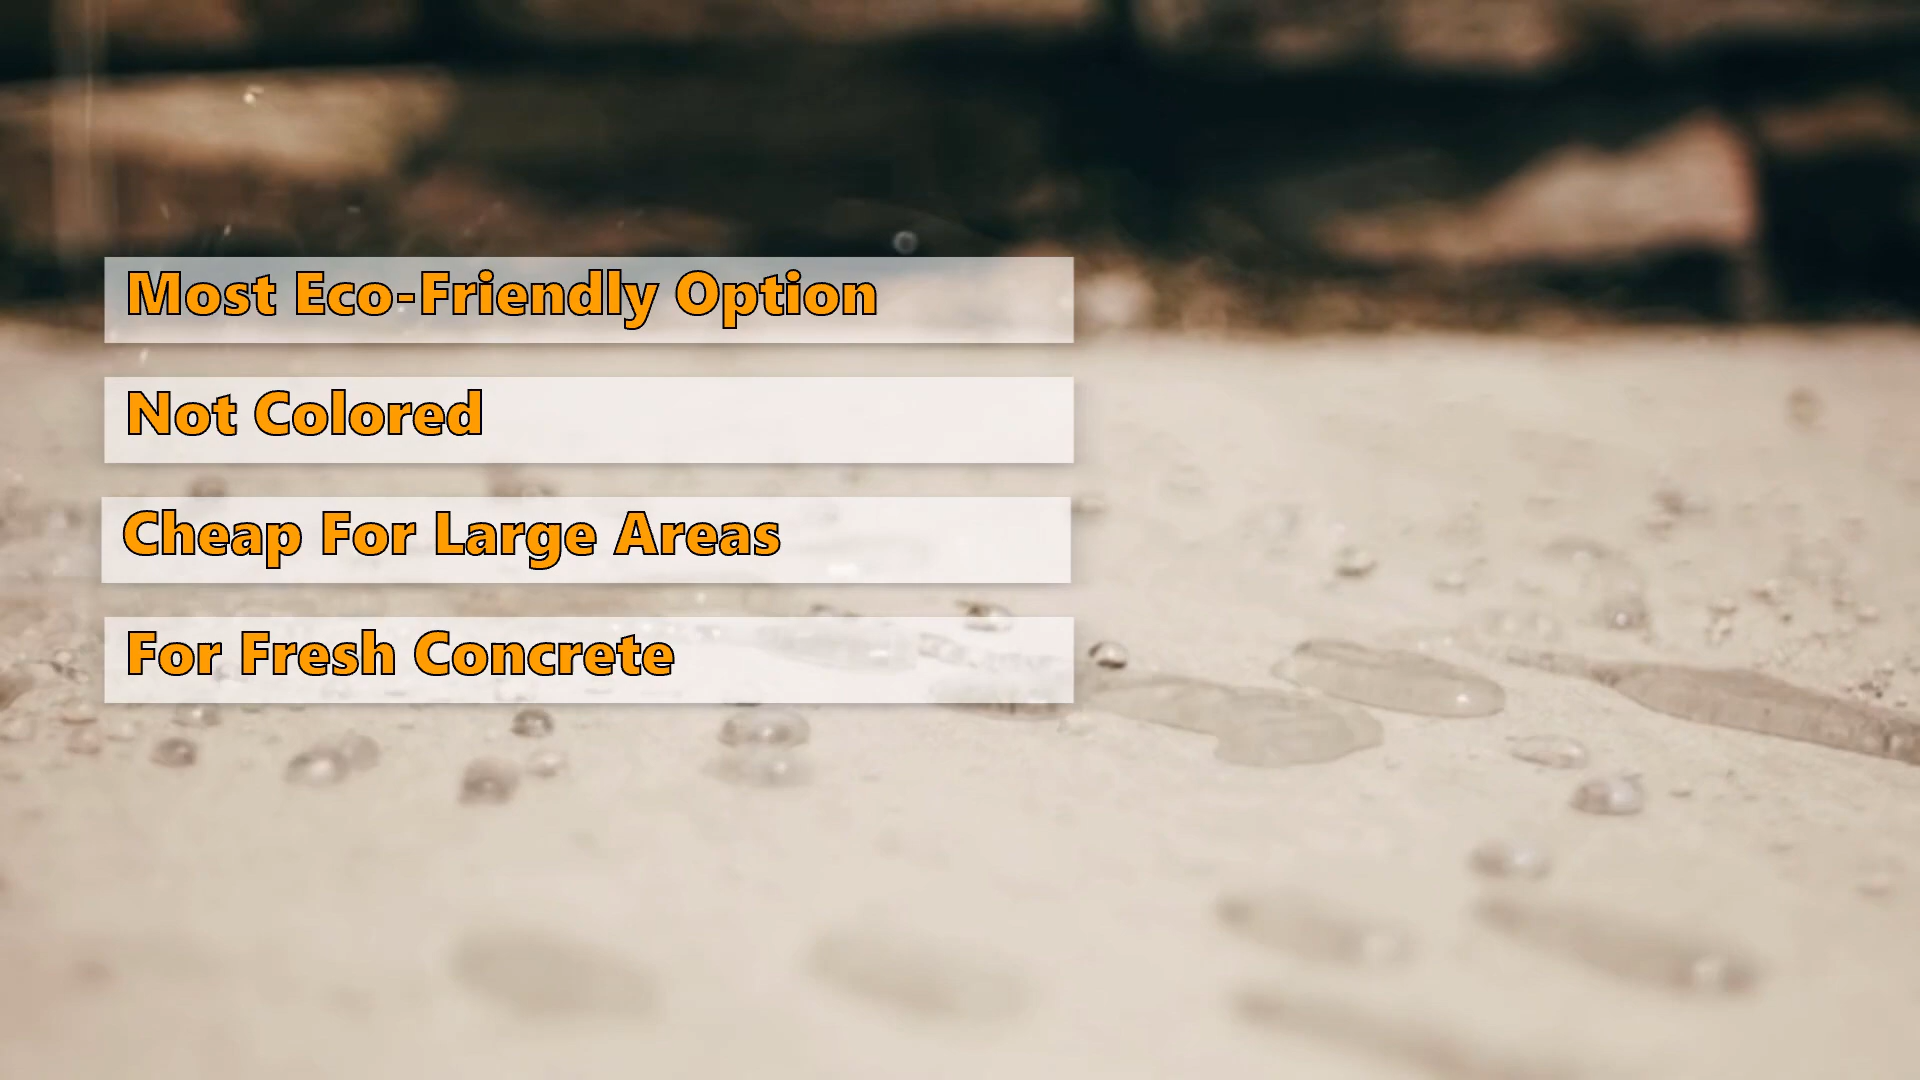 Most Eco-Friendly Option
Not Colored
Cheap For Large Areas
For Fresh Concrete